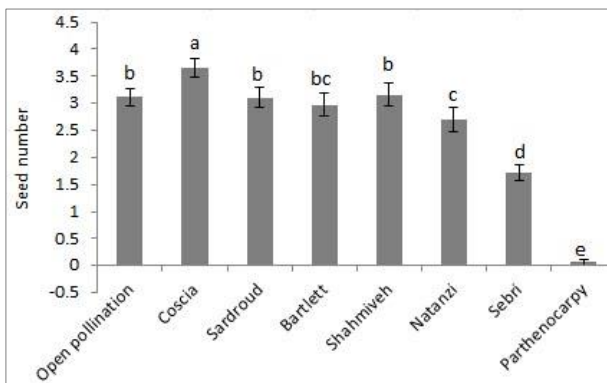 4.5
4
3.5
3
2.5
2
1.5
1
0.5
0
-0.5
Seed number
b
a
b
bc
b
c
d
e
Open pollination
Coscia
Sardroud
Bartlett
Shahmiveh
Natanzi
Sebri
Parthenocarpy